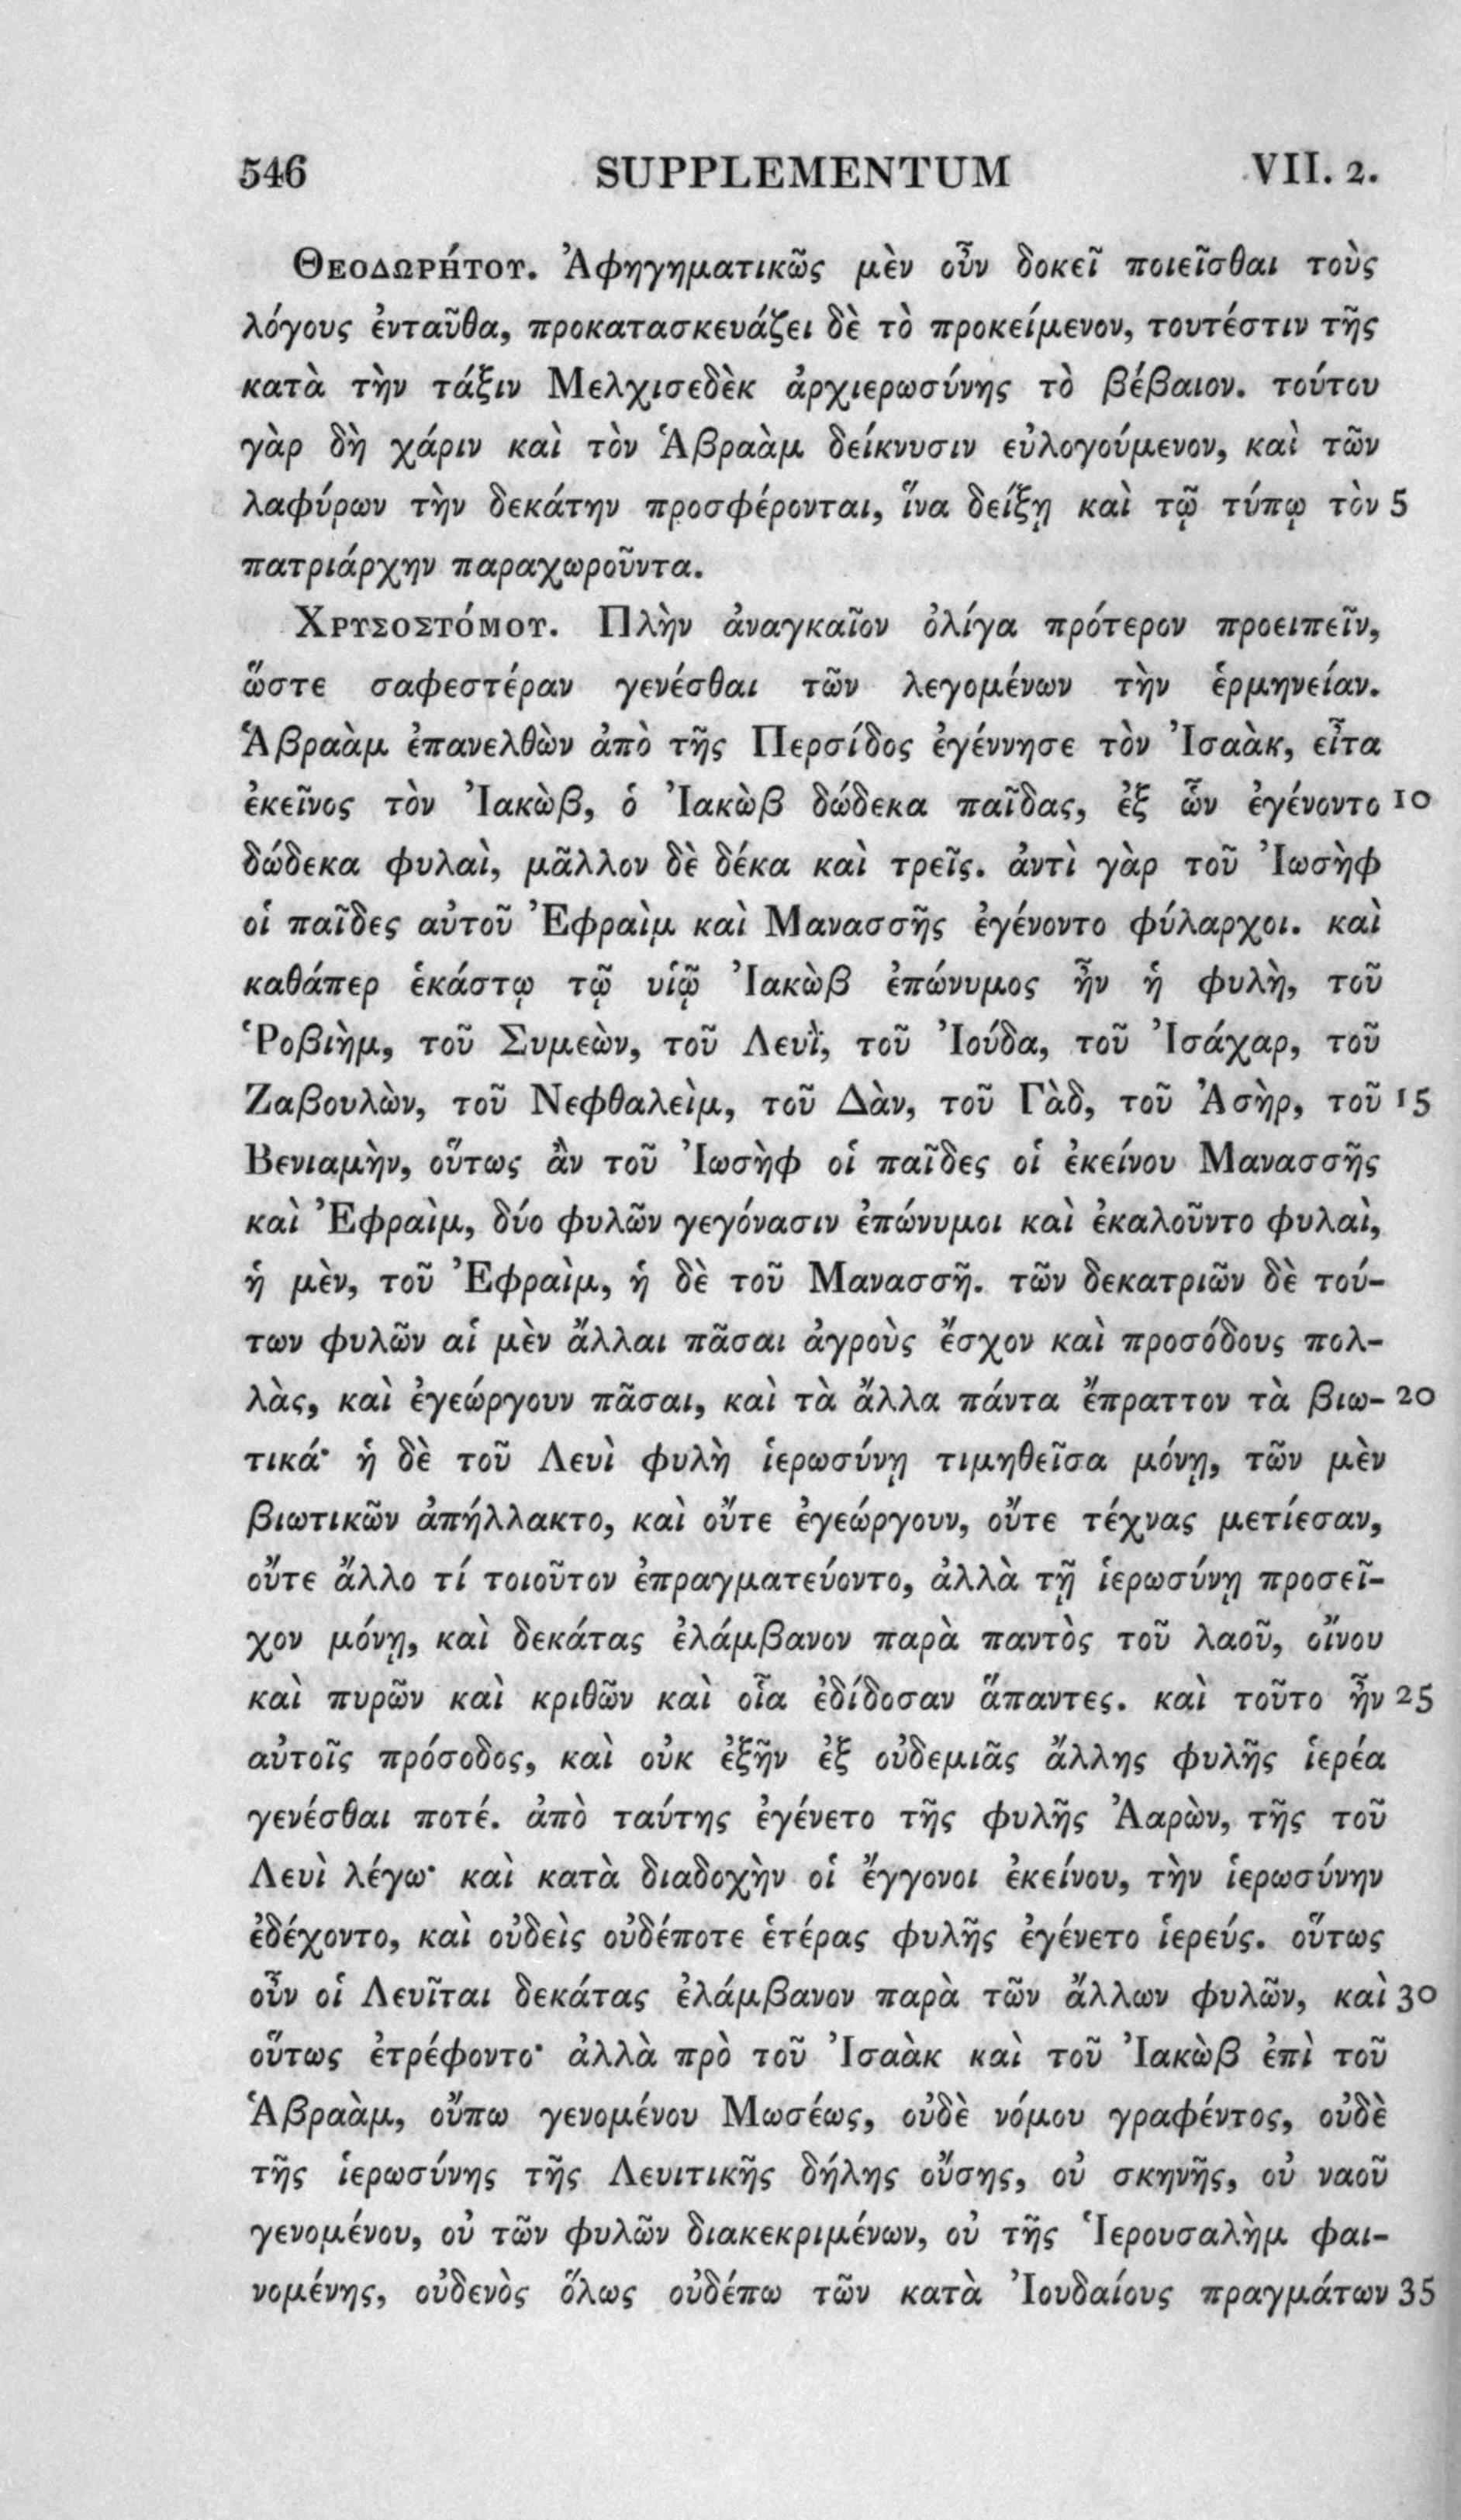 546 SUPPLEMENTUM VII. 2.
Θεοδωρήτου. Ἀφηγηματικῶς μὲν οὖν δοκεῖ ποιεῖσθαι τοὺς
λόγους ἐνταῦθα, προκατασκευάζει δὲ τὸ προκείμενον, τουτέστιν τῆς
κατὰ τὴν τάξιν Μελχισεδὲκ ἀρχιερωσύνης τὸ βέβαιον. τούτου
γὰρ δὴ χάριν καὶ τὸν Ἁβραὰμ δείκνυσιν εὐλογούμενον, καὶ τῶν
λαφύρων τὴν δεκάτην προσφέρονται, ἵνα δείξῃ καὶ τῷ τύπῳ τὸν 5
πατριάρχην παραχωροῦντα.
Χρυσοστόμου. Πλὴν ἀναγκαῖον ὀλίγα πρότερον προειπεῖν,
ὥστε σαφεστέραν γενέσθαι τῶν λεγομένων τὴν ἑρμηνείαν.
Ἁβραὰμ ἐπανελθὼν ἀπὸ τῆς Περσίδος ἐγέννησε τὸν Ἰσαὰκ, εἶτα
ἐκεῖνος τὸν Ἰακὼβ, ὁ Ἰακὼβ δώδεκα παῖδας, ἐξ ὧν ἐγένοντο 10
δώδεκα φυλαὶ, μᾶλλον δὲ δέκα καὶ τρεῖς. ἀντὶ γὰρ τοῦ Ἰωσὴφ
οἱ παῖδες αὐτοῦ Ἐφραὶμ καὶ Μανασσῆς ἐγένοντο φύλαρχοι. καὶ
καθάπερ ἑκάστῳ τῷ υἱῷ Ἰακὼβ ἐπώνυμος ἦν ἡ φυλὴ, τοῦ
Ῥοβιὴμ, τοῦ Συμεὼν, τοῦ Λευῒ, τοῦ Ἰούδα, τοῦ Ἰσάχαρ, τοῦ
Ζαβουλὼν, τοῦ Νεφθαλεὶμ, τοῦ Δὰν, τοῦ Γὰδ, τοῦ Ἀσὴρ, τοῦ 15
Βενιαμὴν, οὕτως ἂν τοῦ Ἰωσὴφ οἱ παῖδες οἱ ἐκείνου Μανασσῆς
καὶ Ἐφραὶμ, δύο φυλῶν γεγόνασιν ἐπώνυμοι καὶ ἐκαλοῦντο φυλαὶ,
ἡ μὲν, τοῦ Ἐφραὶμ, ἡ δὲ τοῦ Μανασσῆ. τῶν δεκατριῶν δὲ τού-
των φυλῶν αἱ μὲν ἄλλαι πᾶσαι ἀγροὺς ἔσχον καὶ προσόδους πολ-
λὰς, καὶ ἐγεώργουν πᾶσαι, καὶ τὰ ἄλλα πάντα ἔπραττον τὰ βιω- 20
τικά· ἡ δὲ τοῦ Λευὶ φυλὴ ἱερωσύνῃ τιμηθεῖσα μόνῃ, τῶν μὲν
βιωτικῶν ἀπήλλακτο, καὶ οὔτε ἐγεώργουν, οὔτε τέχνας μετίεσαν,
οὔτε ἄλλο τί τοιοῦτον ἐπραγματεύοντο, ἀλλὰ τῇ ἱερωσύνῃ προσεῖ-
χον μόνῃ, καὶ δεκάτας ἐλάμβανον παρὰ παντὸς τοῦ λαοῦ, οἴνου
καὶ πυρῶν καὶ κριθῶν καὶ οἷα ἐδίδοσαν ἅπαντες. καὶ τοῦτο ἦν 25
αὐτοῖς πρόσοδος, καὶ οὐκ ἐξῆν ἐξ οὐδεμιᾶς ἄλλης φυλῆς ἱερέα
γενέσθαι ποτέ. ἀπὸ ταύτης ἐγένετο τῆς φυλῆς Ἀαρὼν, τῆς τοῦ
Λευὶ λέγω· καὶ κατὰ διαδοχὴν οἱ ἔγγονοι ἐκείνου, τὴν ἱερωσύνην
ἐδέχοντο, καὶ οὐδεὶς οὐδέποτε ἑτέρας φυλῆς ἐγένετο ἱερεύς. οὕτως
οὖν οἱ Λευῖται δεκάτας ἐλάμβανον παρὰ τῶν ἄλλων φυλῶν, καὶ 30
οὕτως ἐτρέφοντο· ἀλλὰ πρὸ τοῦ Ἰσαὰκ καὶ τοῦ Ἰακὼβ ἐπὶ τοῦ
Ἁβραὰμ, οὔπω γενομένου Μωσέως, οὐδὲ νόμου γραφέντος, οὐδὲ
τῆς ἱερωσύνης τῆς Λευιτικῆς δήλης οὔσης, οὐ σκηνῆς, οὐ ναοῦ
γενομένου, οὐ τῶν φυλῶν διακεκριμένων, οὐ τῆς Ἱερουσαλὴμ φαι-
νομένης, οὐδενὸς ὅλως οὐδέπω τῶν κατὰ Ἰουδαίους πραγμάτων 35